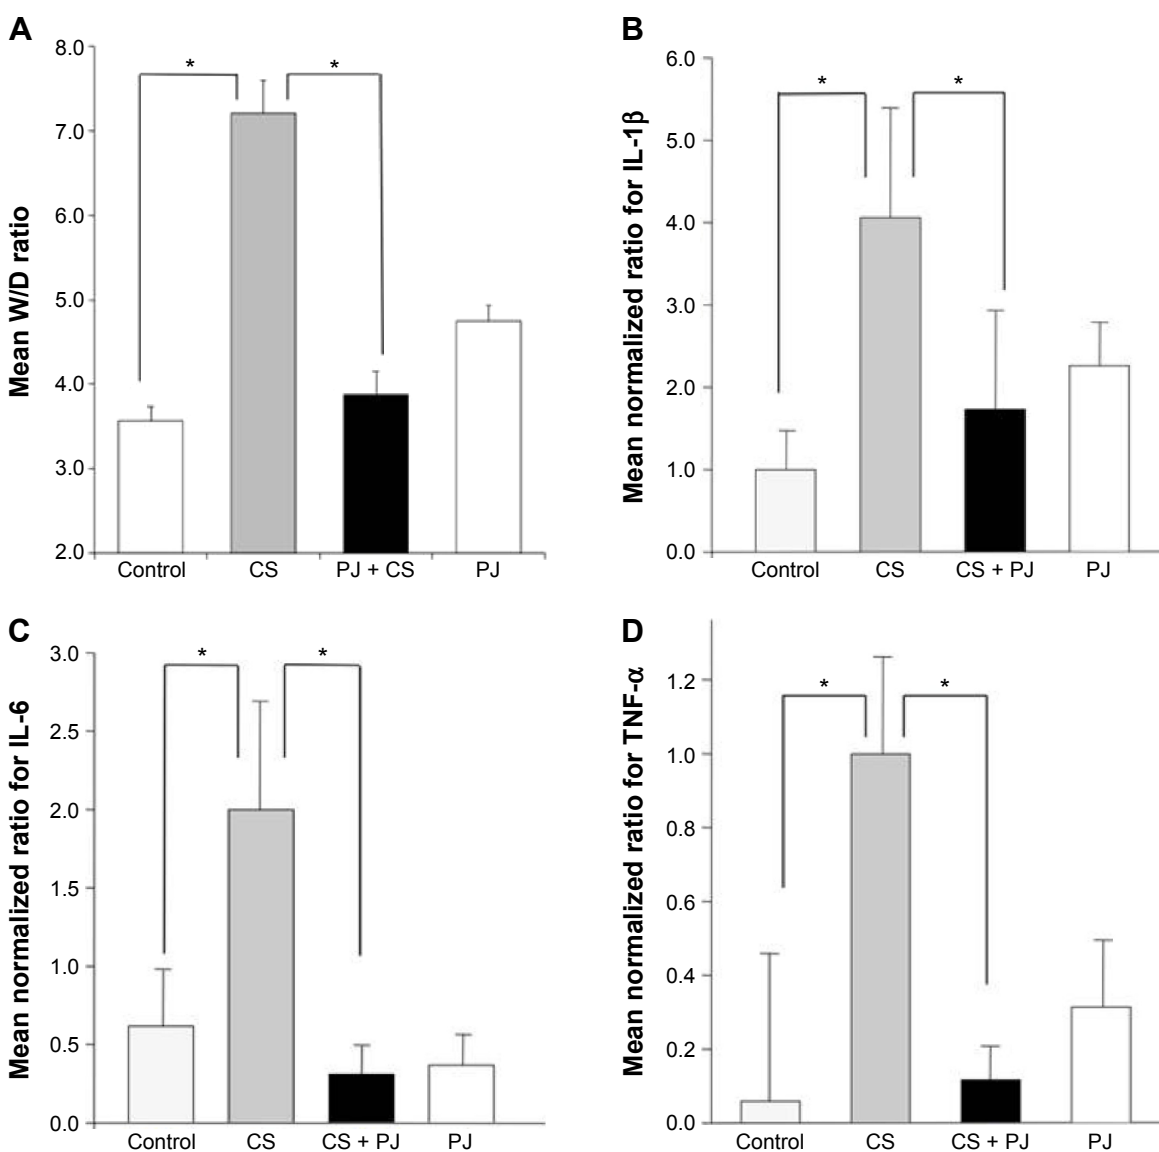 A
Mean W/D ratio
8.0
7.0
6.0
5.0
4.0
3.0
2.0
*
*
Control
CS
PJ + CS
PJ
B
Mean normalized ratio for IL-1β
6.0
5.0
4.0
3.0
2.0
1.0
0.0
*
*
Control
CS
CS + PJ
PJ
C
Mean normalized ratio for IL-6
3.0
2.5
2.0
1.5
1.0
0.5
0.0
*
*
Control
CS
CS + PJ
PJ
D
Mean normalized ratio for TNF-α
1.2
1.0
0.8
0.6
0.4
0.2
0.0
*
*
Control
CS
CS + PJ
PJ